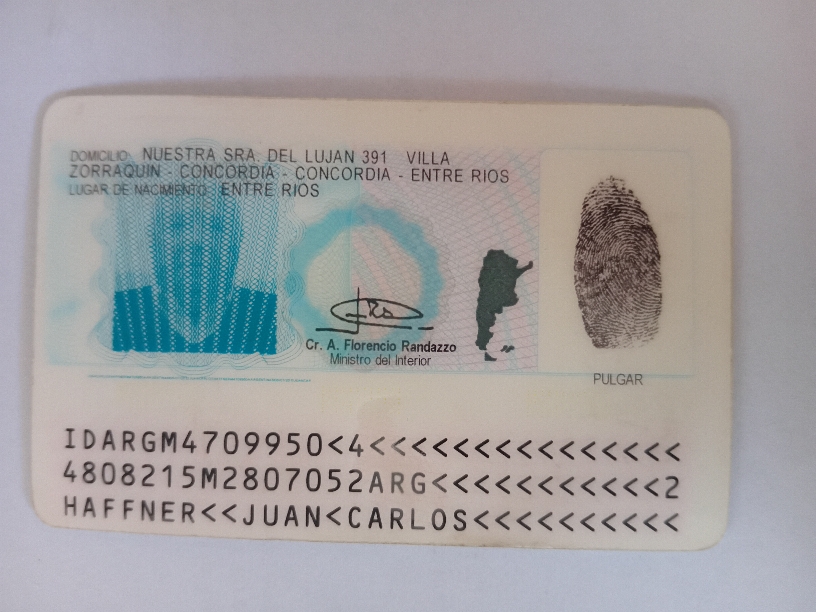 DOMICILIO: NUESTRA SRA. DEL LUJAN 391 VILLA
ZORRAQUIN - CONCORDIA - CONCORDIA - ENTRE RIOS
LUGAR DE NACIMIENTO: ENTRE RIOS
Cr. A. Florencio Randazzo
Ministro del Interior
PULGAR
IDARGM4709950<4<<<<<<<<<<<<<<<
4808215M2807052ARG<<<<<<<<<<<2
HAFFNER<<JUAN<CARLOS<<<<<<<<<<